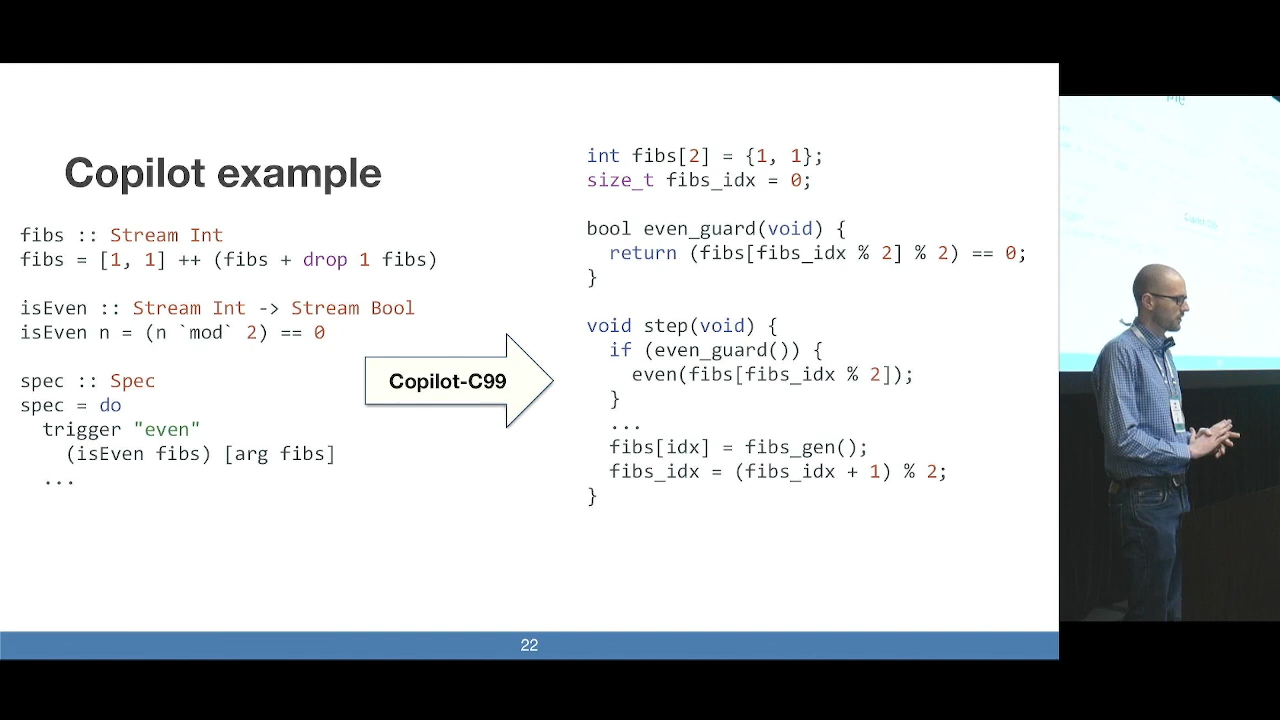 Copilot example
fibs :: Stream Int
fibs = [1, 1] ++ (fibs + drop 1 fibs)
isEven :: Stream Int -> Stream Bool
isEven n = (n `mod` 2) == 0
spec :: Spec
spec = do
  trigger "even"
    (isEven fibs) [arg fibs]
  ...
Copilot-C99
int fibs[2] = {1, 1};
size_t fibs_idx = 0;
bool even_guard(void) {
  return (fibs[fibs_idx % 2] % 2) == 0;
}
void step(void) {
  if (even_guard()) {
    even(fibs[fibs_idx % 2]);
  }
  ...
  fibs[idx] = fibs_gen();
  fibs_idx = (fibs_idx + 1) % 2;
}
22